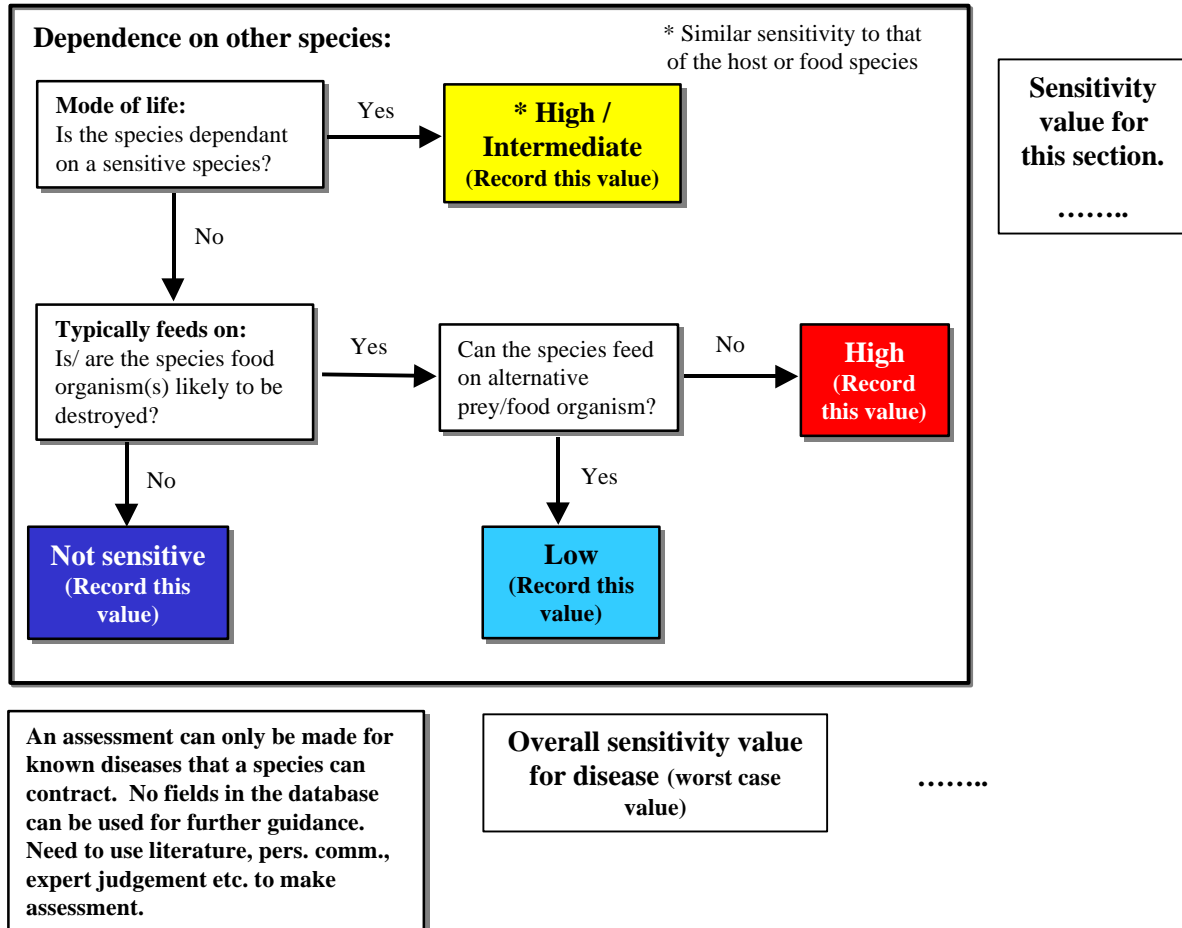 Dependence on other species:
* Similar sensitivity to that
of the host or food species
Mode of life:
Is the species dependant
on a sensitive species?
Yes
* High /
Intermediate
(Record this value)
Sensitivity
value for
this section.
……..
No
Typically feeds on:
Is/ are the species food
organism(s) likely to be
destroyed?
Yes
Can the species feed
on alternative
prey/food organism?
No
High
(Record
this value)
No
Yes
Not sensitive
(Record this
value)
Low
(Record this
value)
An assessment can only be made for
known diseases that a species can
contract.  No fields in the database
can be used for further guidance.
Need to use literature, pers. comm.,
expert judgement etc. to make
assessment.
Overall sensitivity value
for disease (worst case
value)
……..